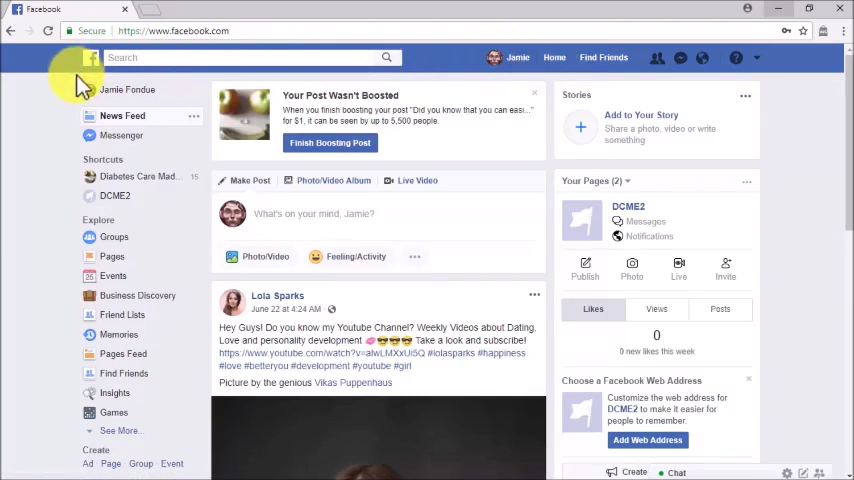 Facebook
Secure
https://www.facebook.com
f
Search
Jamie
Home
Find Friends
Jamie Fondue
News Feed
Messenger
Shortcuts
Diabetes Care Mad... 15
DCME2
Explore
Groups
Pages
Events
Business Discovery
Friend Lists
Memories
Pages Feed
Find Friends
Insights
Games
See More...
Create
Ad Page Group Event
Your Post Wasn't Boosted
When you finish boosting your post "Did you know that you can easi..."
for $1, it can be seen by up to 5,500 people.
Finish Boosting Post
Make Post
Photo/Video Album
Live Video
What's on your mind, Jamie?
Photo/Video
Feeling/Activity
Lola Sparks
June 22 at 4:24 AM
Hey Guys! Do you know my Youtube Channel? Weekly Videos about Dating,
Love and personality development 💋😎😎😎 Take a look and subscribe!
https://www.youtube.com/watch?v=alwLMXxUi5Q #lolasparks #happiness
#love #betteryou #development #youtube #girl
Picture by the genious Vikas Puppenhaus
Stories
Add to Your Story
Share a photo, video or write
something
Your Pages (2)
DCME2
Messages
Notifications
Publish
Photo
Live
Invite
Likes
Views
Posts
0
0 new likes this week
Choose a Facebook Web Address
Customize the web address for
DCME2 to make it easier for
people to remember.
Add Web Address
Create
Chat